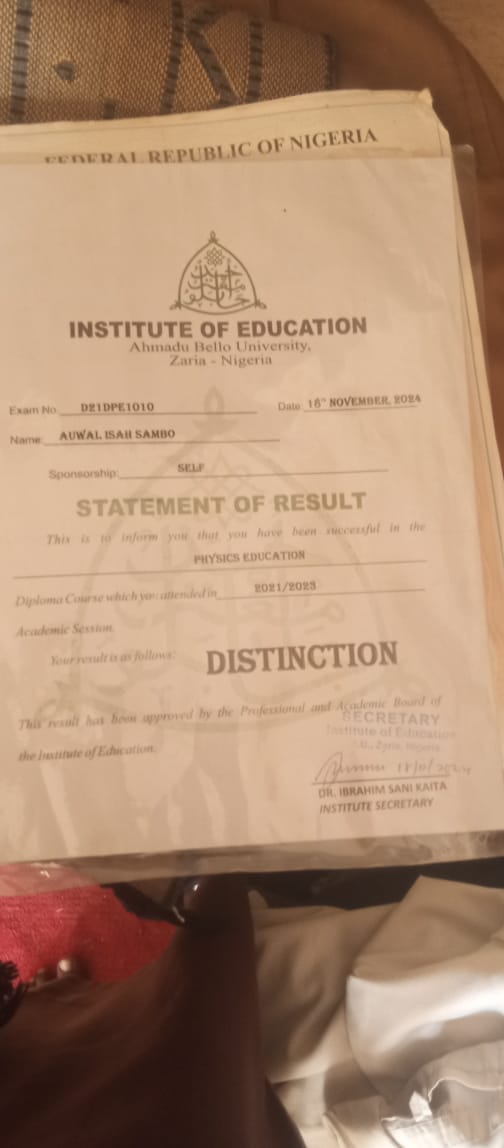 FEDERAL REPUBLIC OF NIGERIA
INSTITUTE OF EDUCATION
Ahmadu Bello University,
Zaria - Nigeria
Exam No. D21DPE1010 Date: 18th NOVEMBER, 2024
Name: AUWAL ISAH SAMBO
Sponsorship: SELF
STATEMENT OF RESULT
This is to inform you that you have been successful in the
PHYSICS EDUCATION
Diploma Course which you attended in 2021/2023
Academic Session.
Your result is as follows: DISTINCTION
This result has been approved by the Professional and Academic Board of
the Institute of Education.
SECRETARY
Institute of Education
Zaria, Nigeria
DR. IBRAHIM SANI KAITA
INSTITUTE SECRETARY